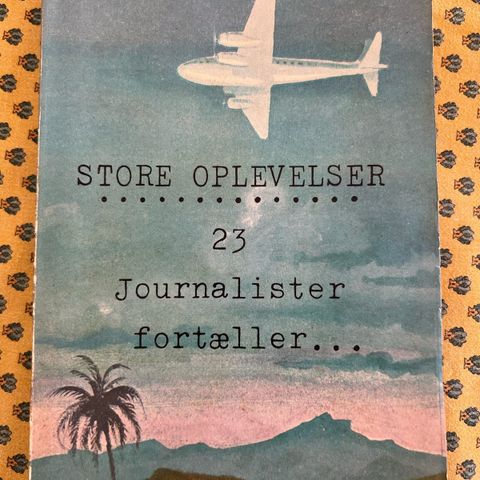 STORE OPLEVELSER
23
Journalister
fortæller...